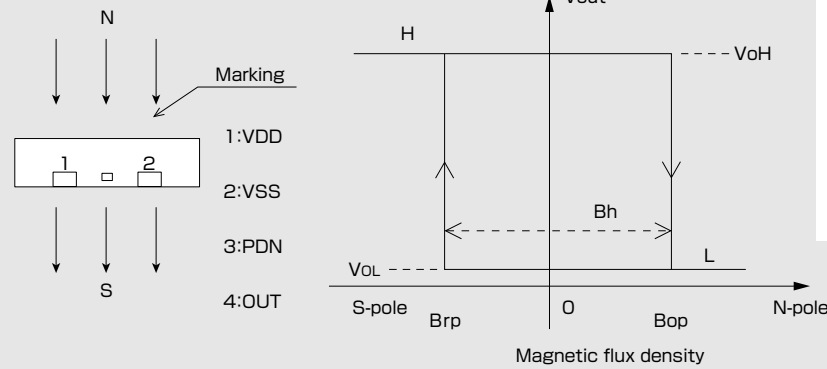 N
Marking
1
2
S
1:VDD
2:VSS
3:PDN
4:OUT
Vout
H
VOH
Bh
VOL
L
S-pole
O
N-pole
Brp
Bop
Magnetic flux density